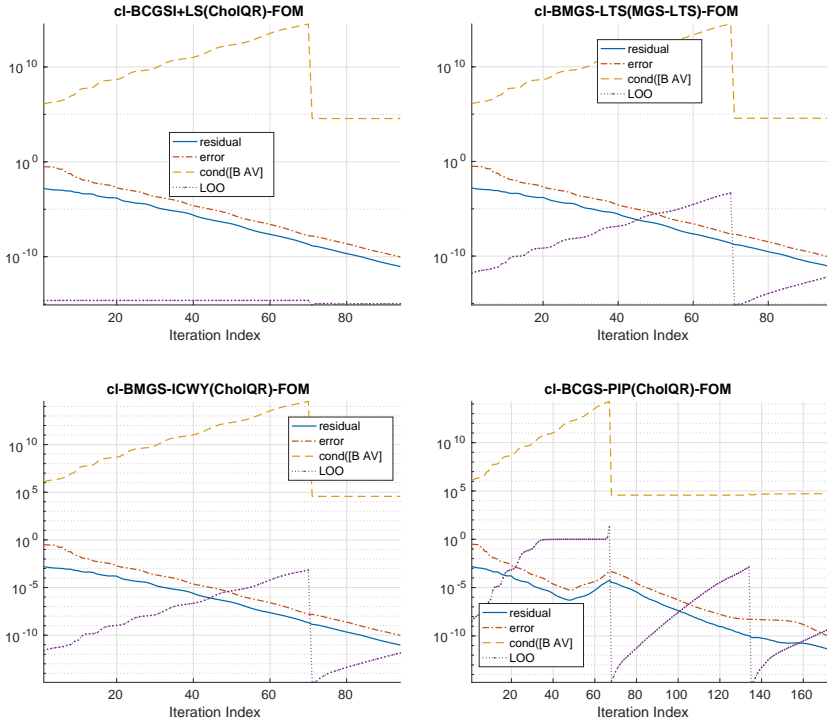 cl-BCGSI+LS(CholQR)-FOM
10^10
10^0
10^-10
residual
error
cond([B AV]
LOO
20 40 60 80
Iteration Index
cl-BMGS-LTS(MGS-LTS)-FOM
10^10
10^0
10^-10
residual
error
cond([B AV]
LOO
20 40 60 80
Iteration Index
cl-BMGS-ICWY(CholQR)-FOM
10^10
10^5
10^0
10^-5
10^-10
residual
error
cond([B AV]
LOO
20 40 60 80
Iteration Index
cl-BCGS-PIP(CholQR)-FOM
10^10
10^5
10^0
10^-5
10^-10
residual
error
cond([B AV]
LOO
20 40 60 80 100 120 140 160
Iteration Index